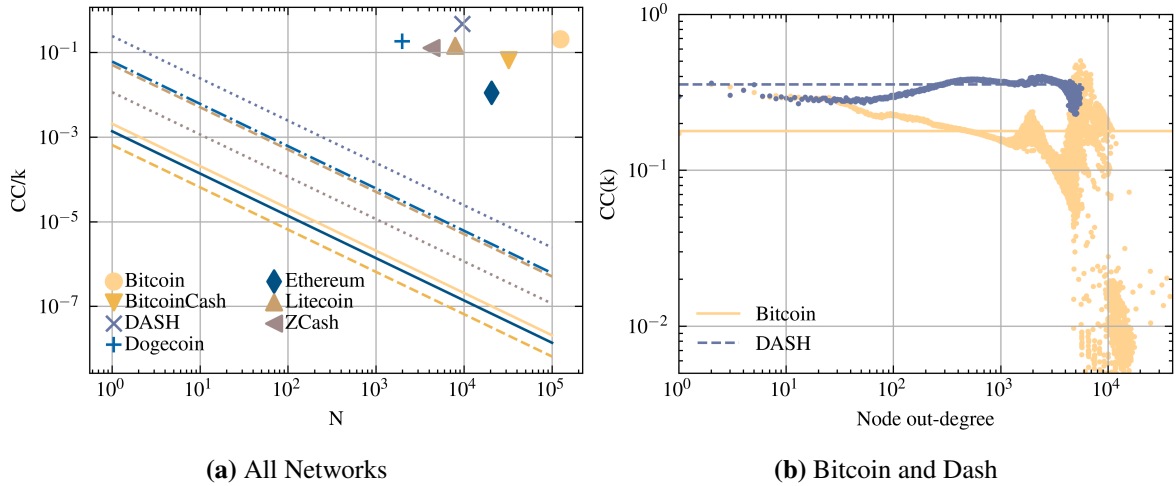 10⁻¹
10⁻³
10⁻⁵
10⁻⁷
CC/k
Bitcoin
BitcoinCash
DASH
Dogecoin
Ethereum
Litecoin
ZCash
10⁰ 10¹ 10² 10³ 10⁴ 10⁵
N
(a) All Networks
10⁰
10⁻¹
10⁻²
CC(k)
Bitcoin
DASH
10⁰ 10¹ 10² 10³ 10⁴
Node out-degree
(b) Bitcoin and Dash